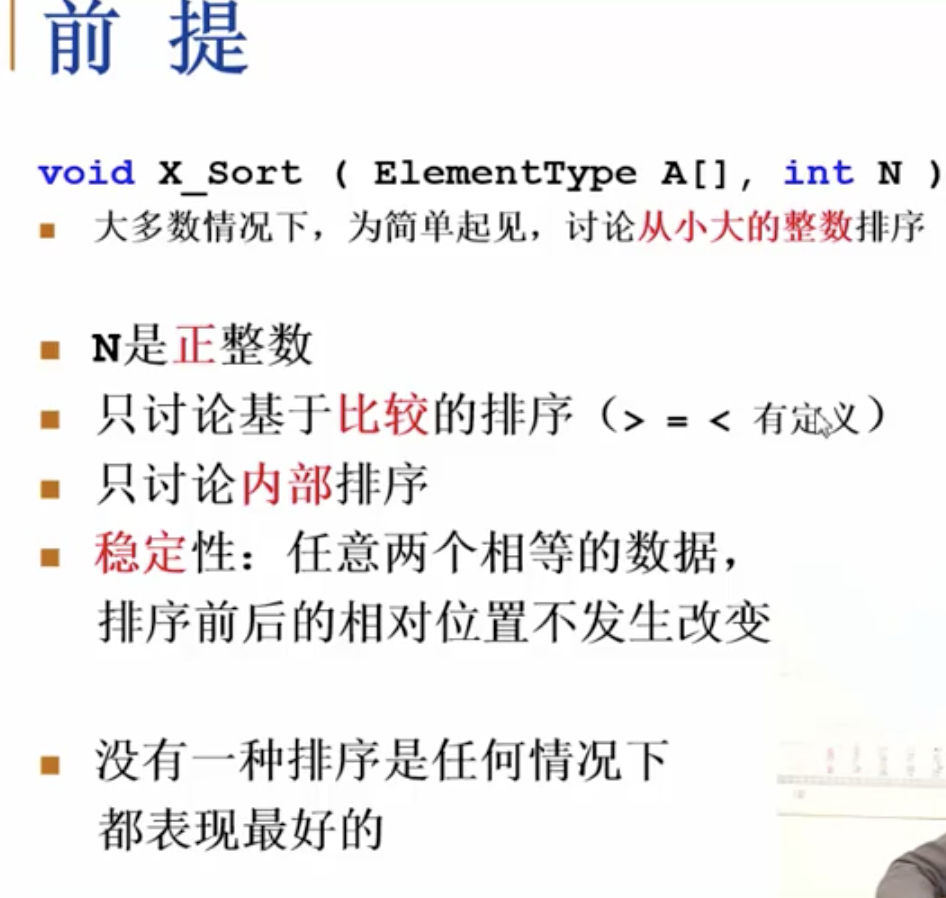 前 提
void X_Sort ( ElementType A[], int N )
大多数情况下，为简单起见，讨论从小大的整数排序
N是正整数
只讨论基于比较的排序（> = < 有定义）
只讨论内部排序
稳定性：任意两个相等的数据，
排序前后的相对位置不发生改变
没有一种排序是任何情况下
都表现最好的